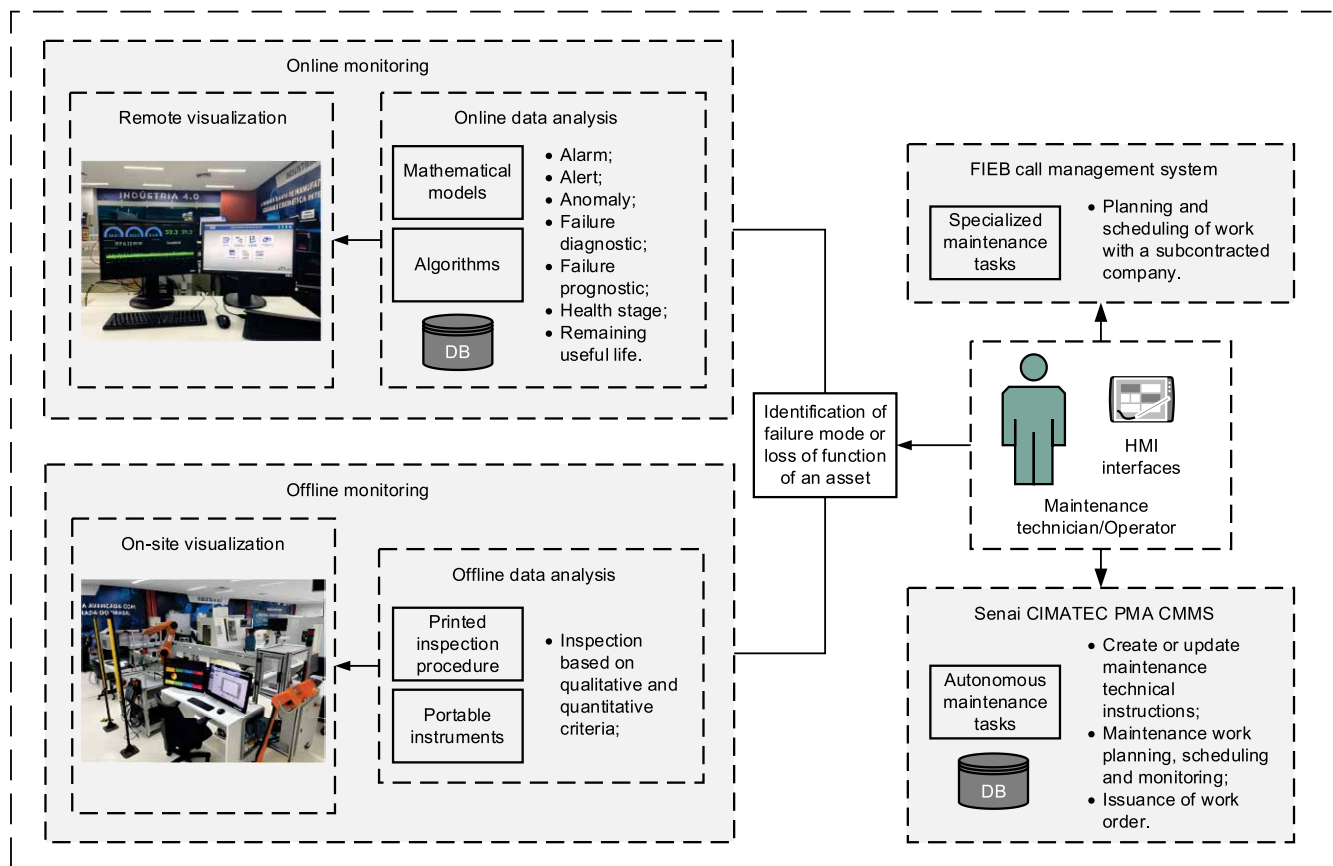 Online monitoring
Remote visualization
INDÚSTRIA 4.0
Online data analysis
Mathematical
models
Algorithms
DB
• Alarm;
• Alert;
• Anomaly;
• Failure
diagnostic;
• Failure
prognostic;
• Health stage;
• Remaining
useful life.
Offline monitoring
On-site visualization
Offline data analysis
Printed
inspection
procedure
Portable
instruments
• Inspection
based on
qualitative and
quantitative
criteria;
Identification of
failure mode or
loss of function
of an asset
FIEB call management system
Specialized
maintenance
tasks
• Planning and
scheduling of work
with a subcontracted
company.
HMI
interfaces
Maintenance
technician/Operator
Senai CIMATEC PMA CMMS
Autonomous
maintenance
tasks
DB
• Create or update
maintenance
technical
instructions;
• Maintenance work
planning, scheduling
and monitoring;
• Issuance of work
order.